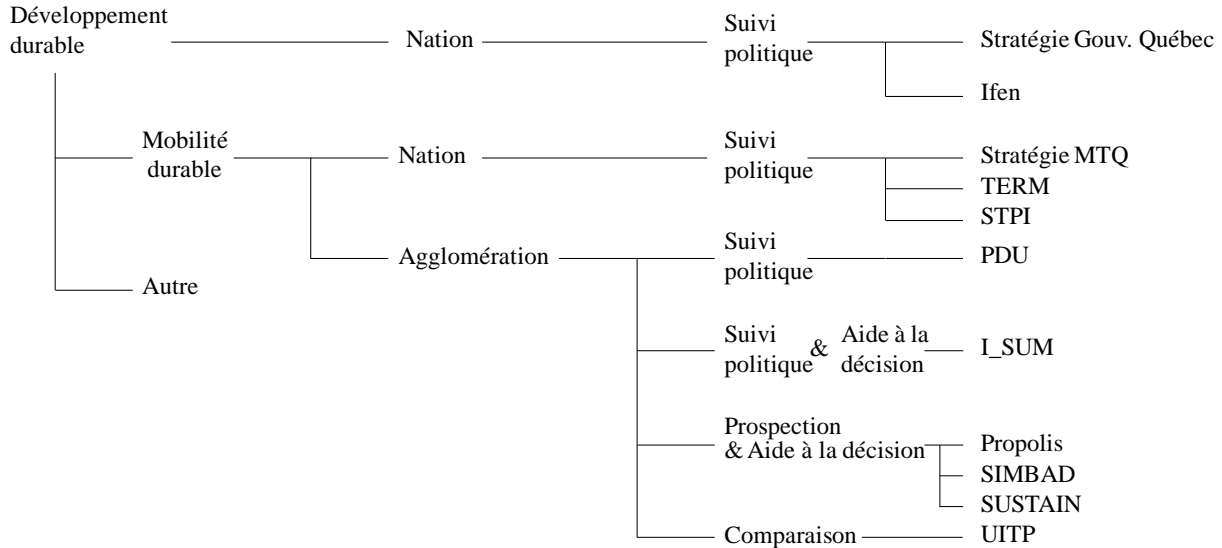 Développement
durable
Nation
Suivi
politique
Stratégie Gouv. Québec
Ifen
Mobilité
durable
Nation
Suivi
politique
Stratégie MTQ
TERM
STPI
Agglomération
Suivi
politique
PDU
Autre
Suivi
politique
&
Aide à la
décision
I_SUM
Prospection
& Aide à la décision
Propolis
SIMBAD
SUSTAIN
Comparaison
UITP